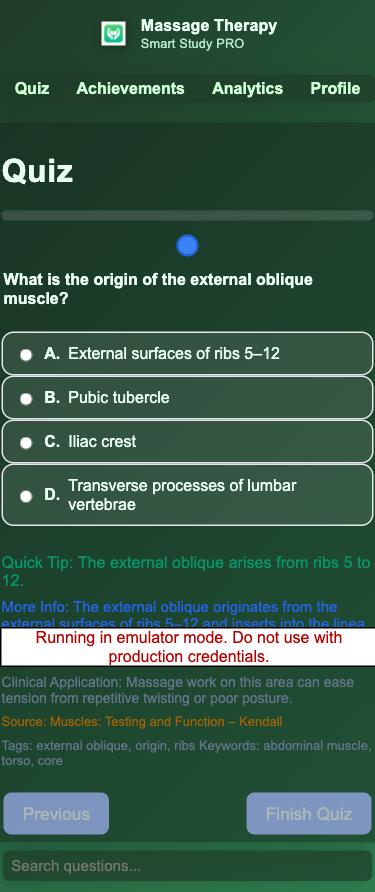 Massage Therapy
Smart Study PRO
Quiz Achievements Analytics Profile
Quiz
What is the origin of the external oblique
muscle?
A. External surfaces of ribs 5–12
B. Pubic tubercle
C. Iliac crest
D. Transverse processes of lumbar
vertebrae
Quick Tip: The external oblique arises from ribs 5 to
12.
More Info: The external oblique originates from the
external surfaces of ribs 5–12 and inserts into the linea
Running in emulator mode. Do not use with
production credentials.
Clinical Application: Massage work on this area can ease
tension from repetitive twisting or poor posture.
Source: Muscles: Testing and Function – Kendall
Tags: external oblique, origin, ribs Keywords: abdominal muscle,
torso, core
Previous Finish Quiz
Search questions...